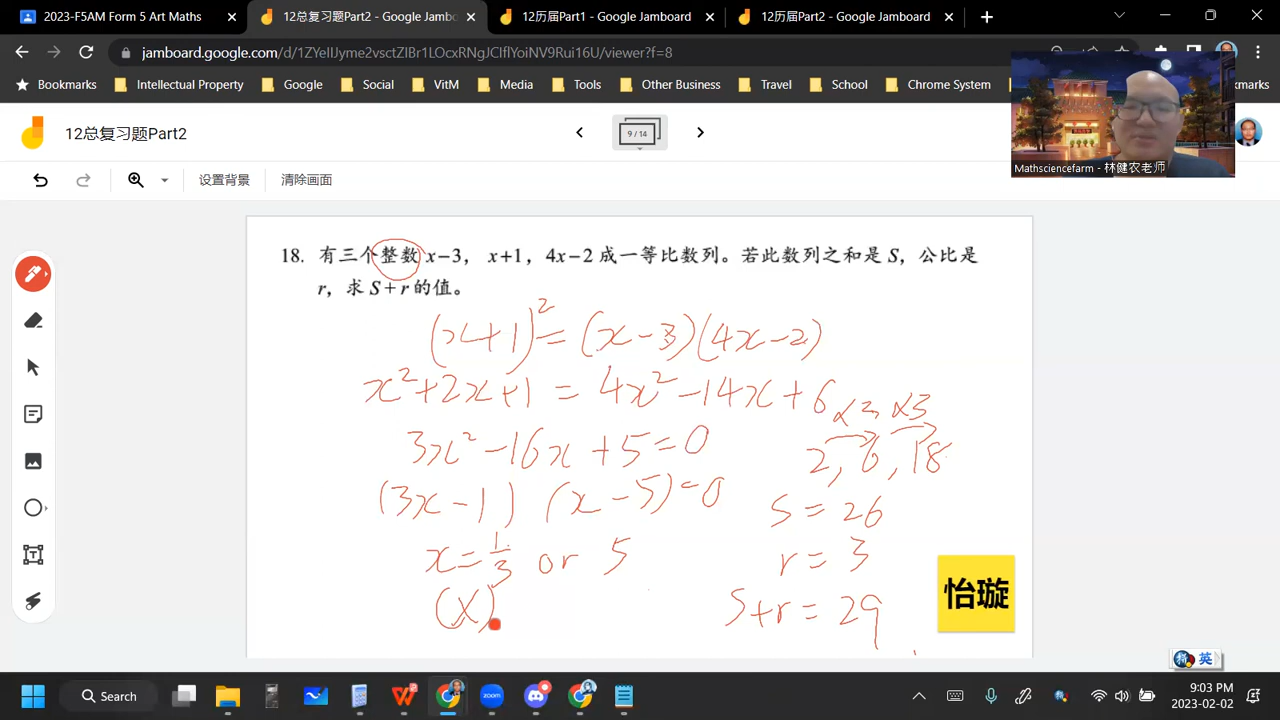 2023-F5AM Form 5 Art Maths
12总复习题Part2 - Google Jambo
12历届Part1 - Google Jamboard
12历届Part2 - Google Jamboard
jamboard.google.com/d/1ZYeIlJyme2vsctZlBr1LOcxRNgJClflYoiNV9Rui16U/viewer?f=8
Bookmarks
Intellectual Property
Google
Social
VitM
Media
Tools
Other Business
Travel
School
Chrome System
Mathsciencefarm - 林健农老师
12总复习题Part2
9 / 14
设置背景
清除画面
18. 有三个整数 x−3， x+1，4x−2 成一等比数列。若此数列之和是 S，公比是
r，求 S+r 的值。
(x+1)² = (x−3)(4x−2)
x²+2x+1 = 4x²−14x+6
×3 ×3
3x²−16x+5=0
2, 6, 18
(3x−1) (x−5)=0
S = 26
x=1/3 or 5
r = 3
(X)
S+r = 29
怡璇
英
Search
zoom
9:03 PM
2023-02-02